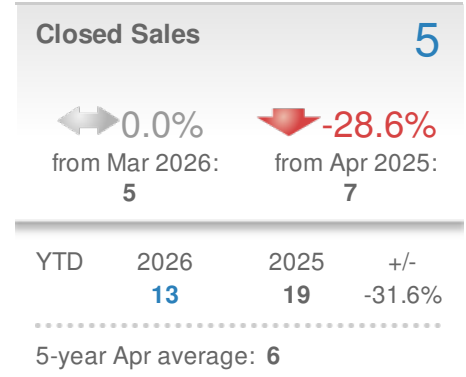 Closed Sales 5
0.0% -28.6%
from Mar 2026: from Apr 2025:
5 7
YTD 2026 2025 +/-
13 19 -31.6%
5-year Apr average: 6